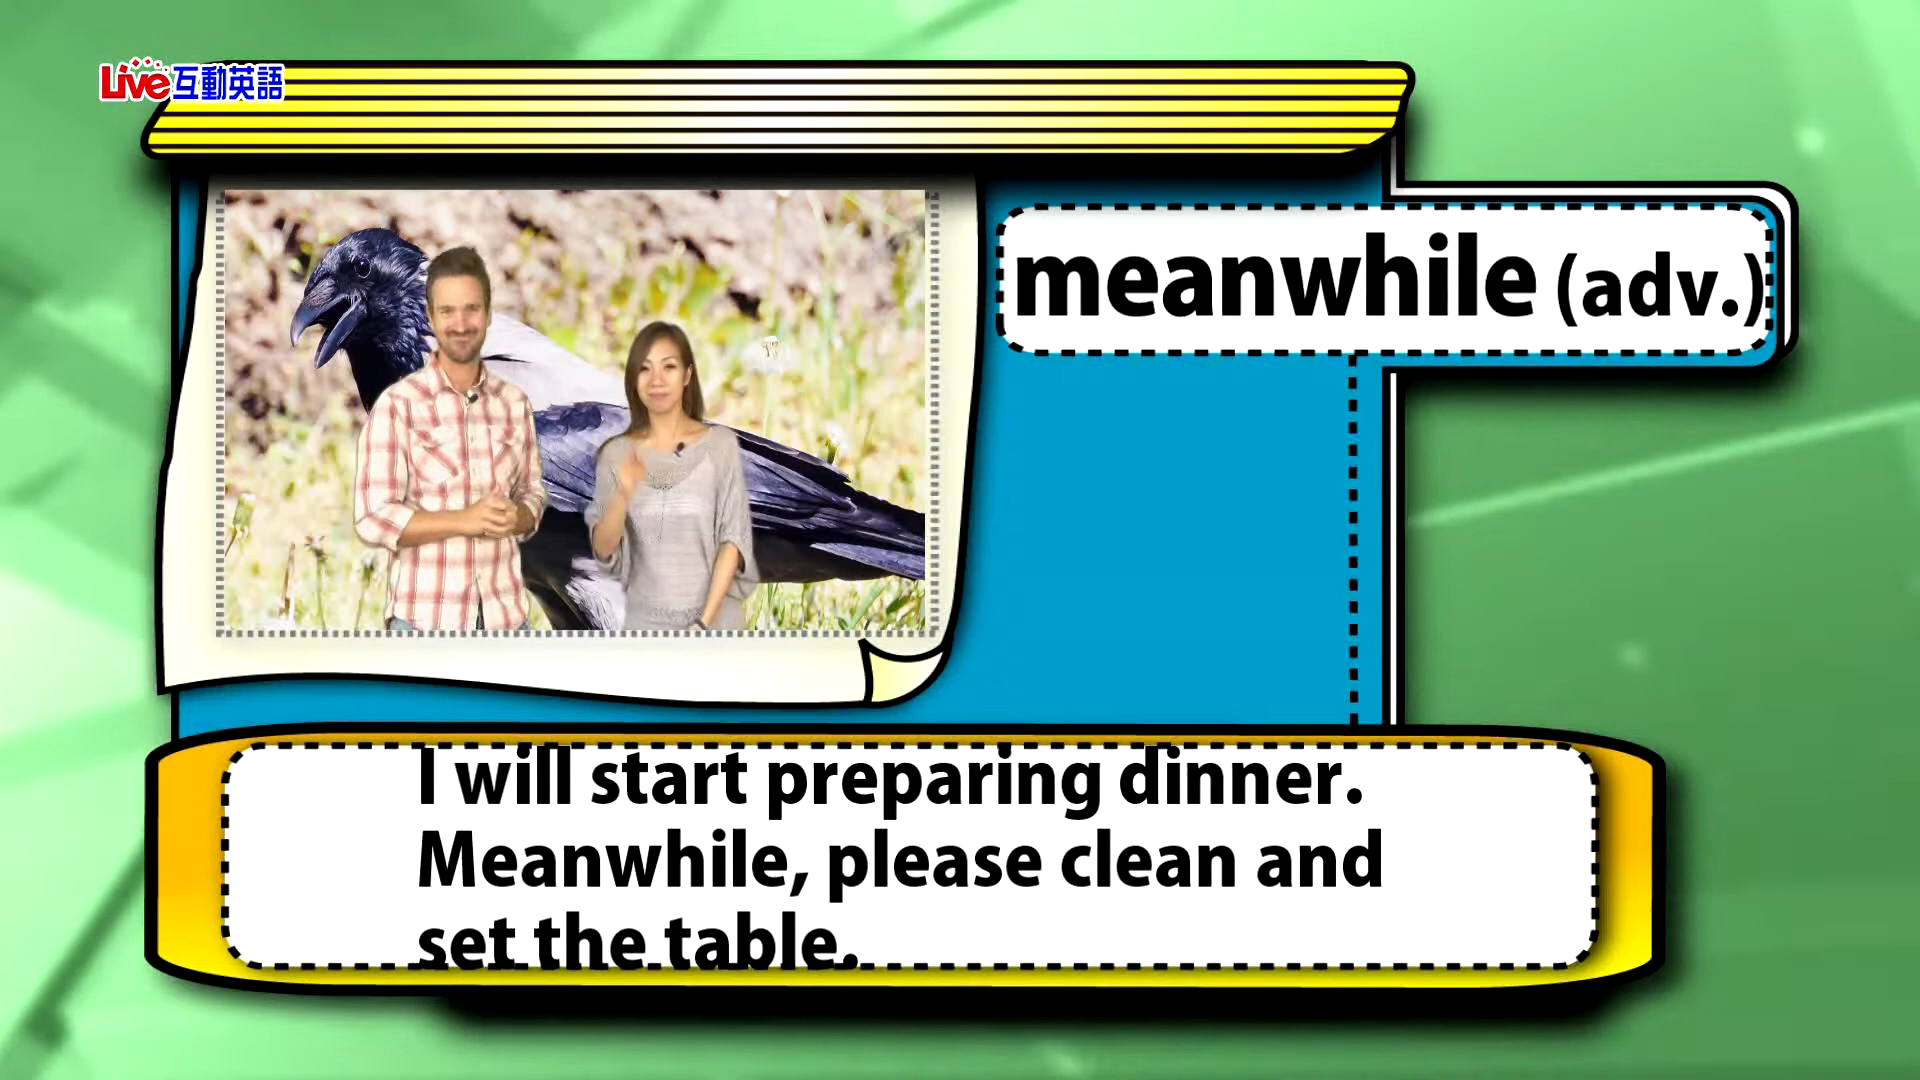 Live互動英語
meanwhile (adv.)
I will start preparing dinner.
Meanwhile, please clean and
set the table.